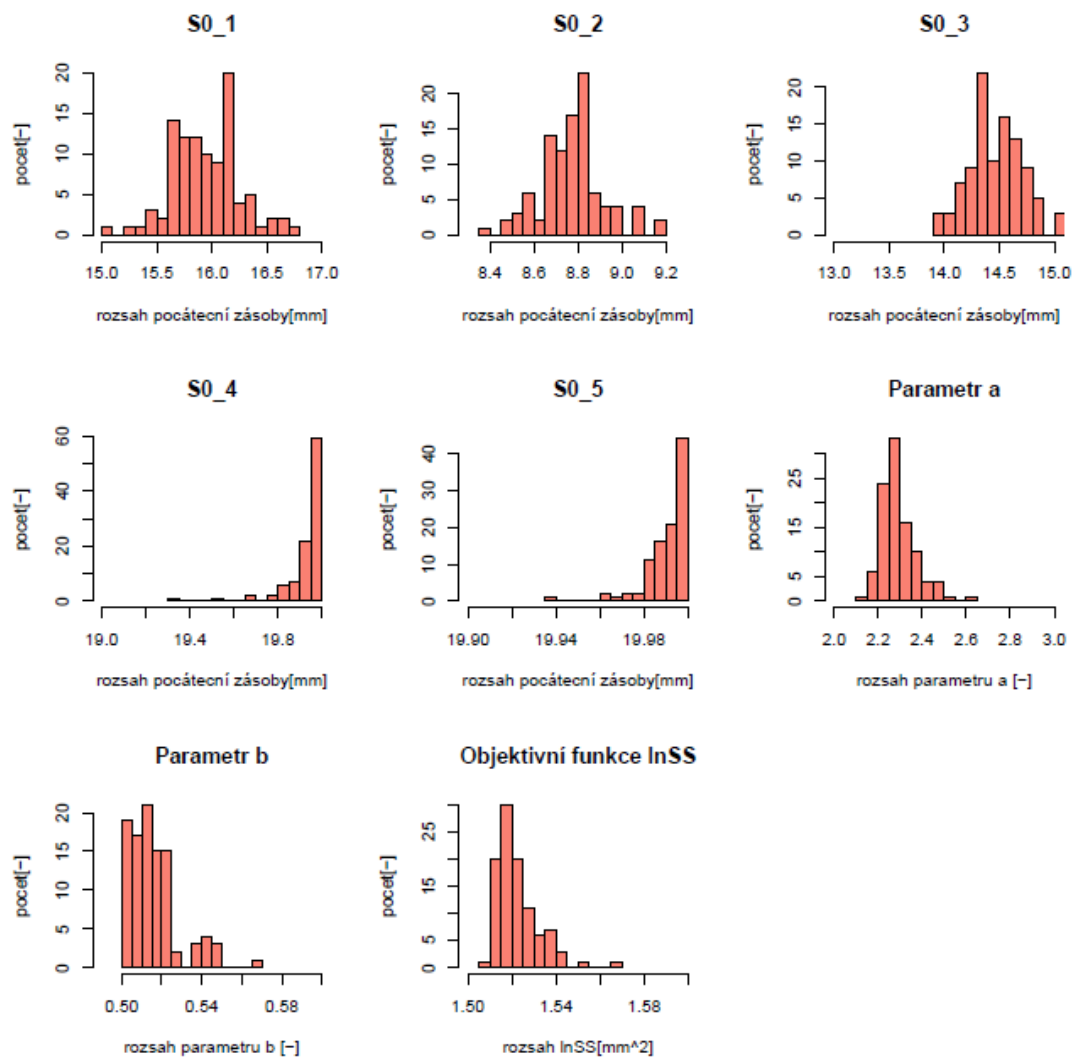 S0_1 S0_2 S0_3
pocet[−] 0 5 10 15 20
15.0 15.5 16.0 16.5 17.0
rozsah pocátecní zásoby[mm]
pocet[−] 0 5 10 15 20
8.4 8.6 8.8 9.0 9.2
rozsah pocátecní zásoby[mm]
pocet[−] 0 5 10 15 20
13.0 13.5 14.0 14.5 15.0
rozsah pocátecní zásoby[mm]
S0_4 S0_5 Parametr a
pocet[−] 0 20 40 60
19.0 19.4 19.8
rozsah pocátecní zásoby[mm]
pocet[−] 0 10 20 30 40
19.90 19.94 19.98
rozsah pocátecní zásoby[mm]
pocet[−] 0 5 15 25
2.0 2.2 2.4 2.6 2.8 3.0
rozsah parametru a [−]
Parametr b Objektivní funkce lnSS
pocet[−] 0 5 10 15 20
0.50 0.54 0.58
rozsah parametru b [−]
pocet[−] 0 5 15 25
1.50 1.54 1.58
rozsah lnSS[mm^2]